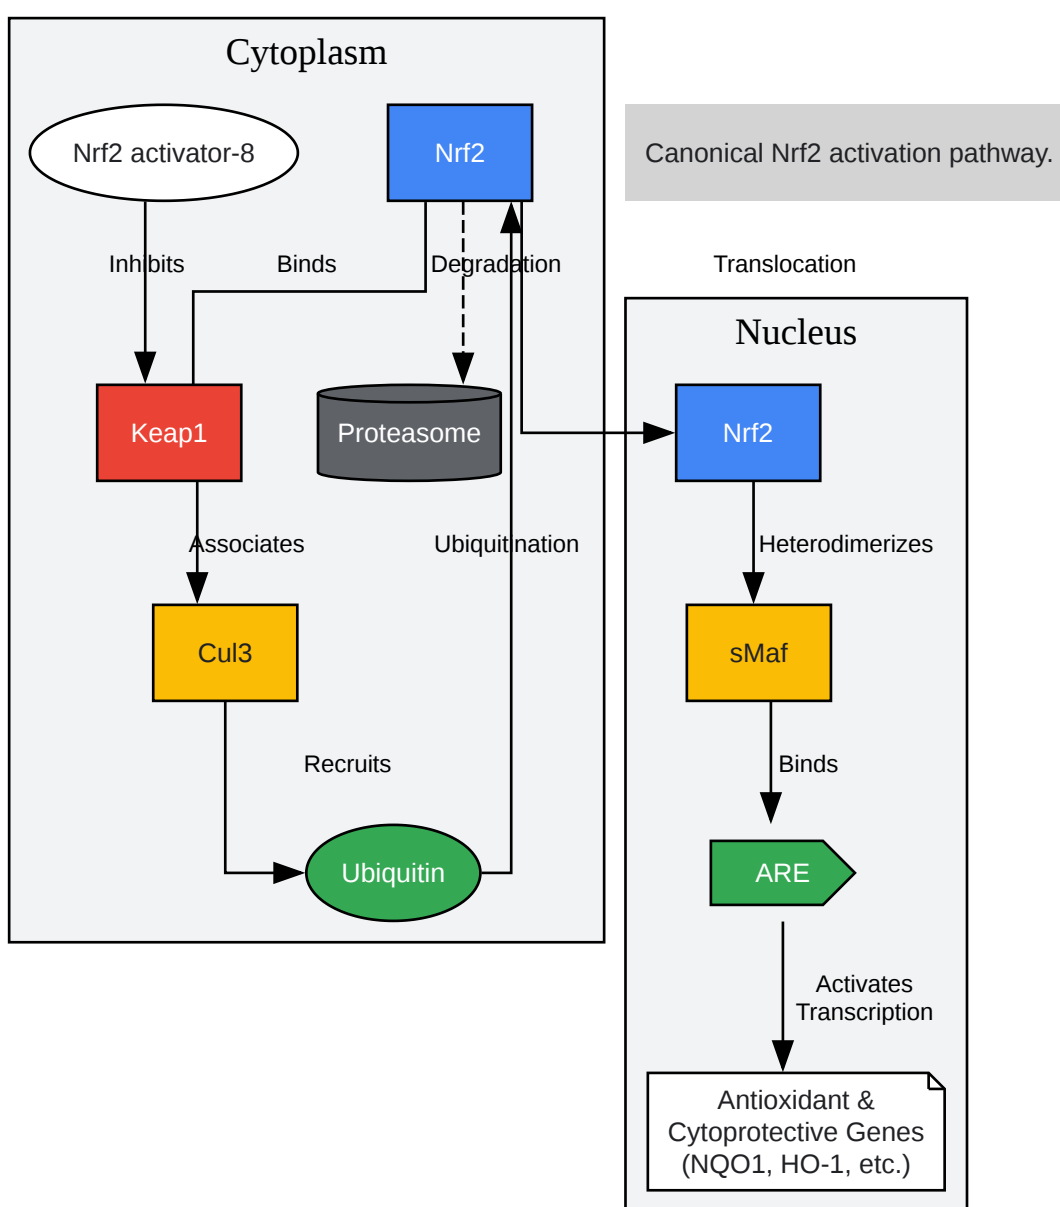 Cytoplasm
Nrf2 activator-8
Nrf2
Canonical Nrf2 activation pathway.
Inhibits
Binds
Degradation
Translocation
Nucleus
Keap1
Proteasome
Nrf2
Associates
Ubiquitination
Heterodimerizes
Cul3
sMaf
Recruits
Binds
Ubiquitin
ARE
Activates
Transcription
Antioxidant &
Cytoprotective Genes
(NQO1, HO-1, etc.)